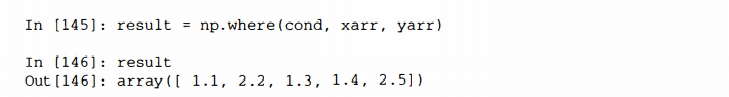 In [145]: result = np.where(cond, xarr, yarr)
In [146]: result
Out[146]: array([ 1.1, 2.2, 1.3, 1.4, 2.5])